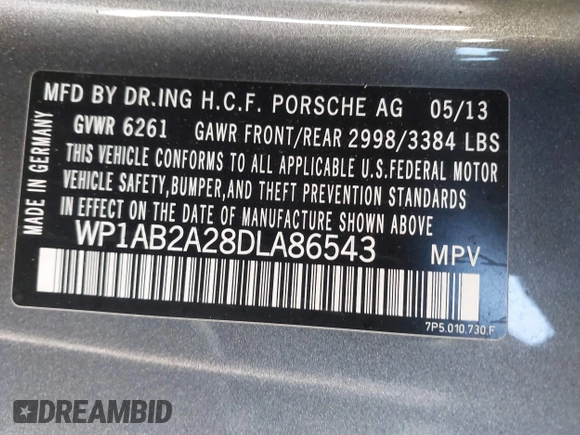 MFD BY DR.ING H.C.F. PORSCHE AG 05/13
GVWR 6261 GAWR FRONT/REAR 2998/3384 LBS
THIS VEHICLE CONFORMS TO ALL APPLICABLE U.S.FEDERAL MOTOR
VEHICLE SAFETY,BUMPER,AND THEFT PREVENTION STANDARDS
IN EFFECT ON THE DATE OF MANUFACTURE SHOWN ABOVE
WP1AB2A28DLA86543 MPV
MADE IN GERMANY
7P5.010.730.F
DREAMBID